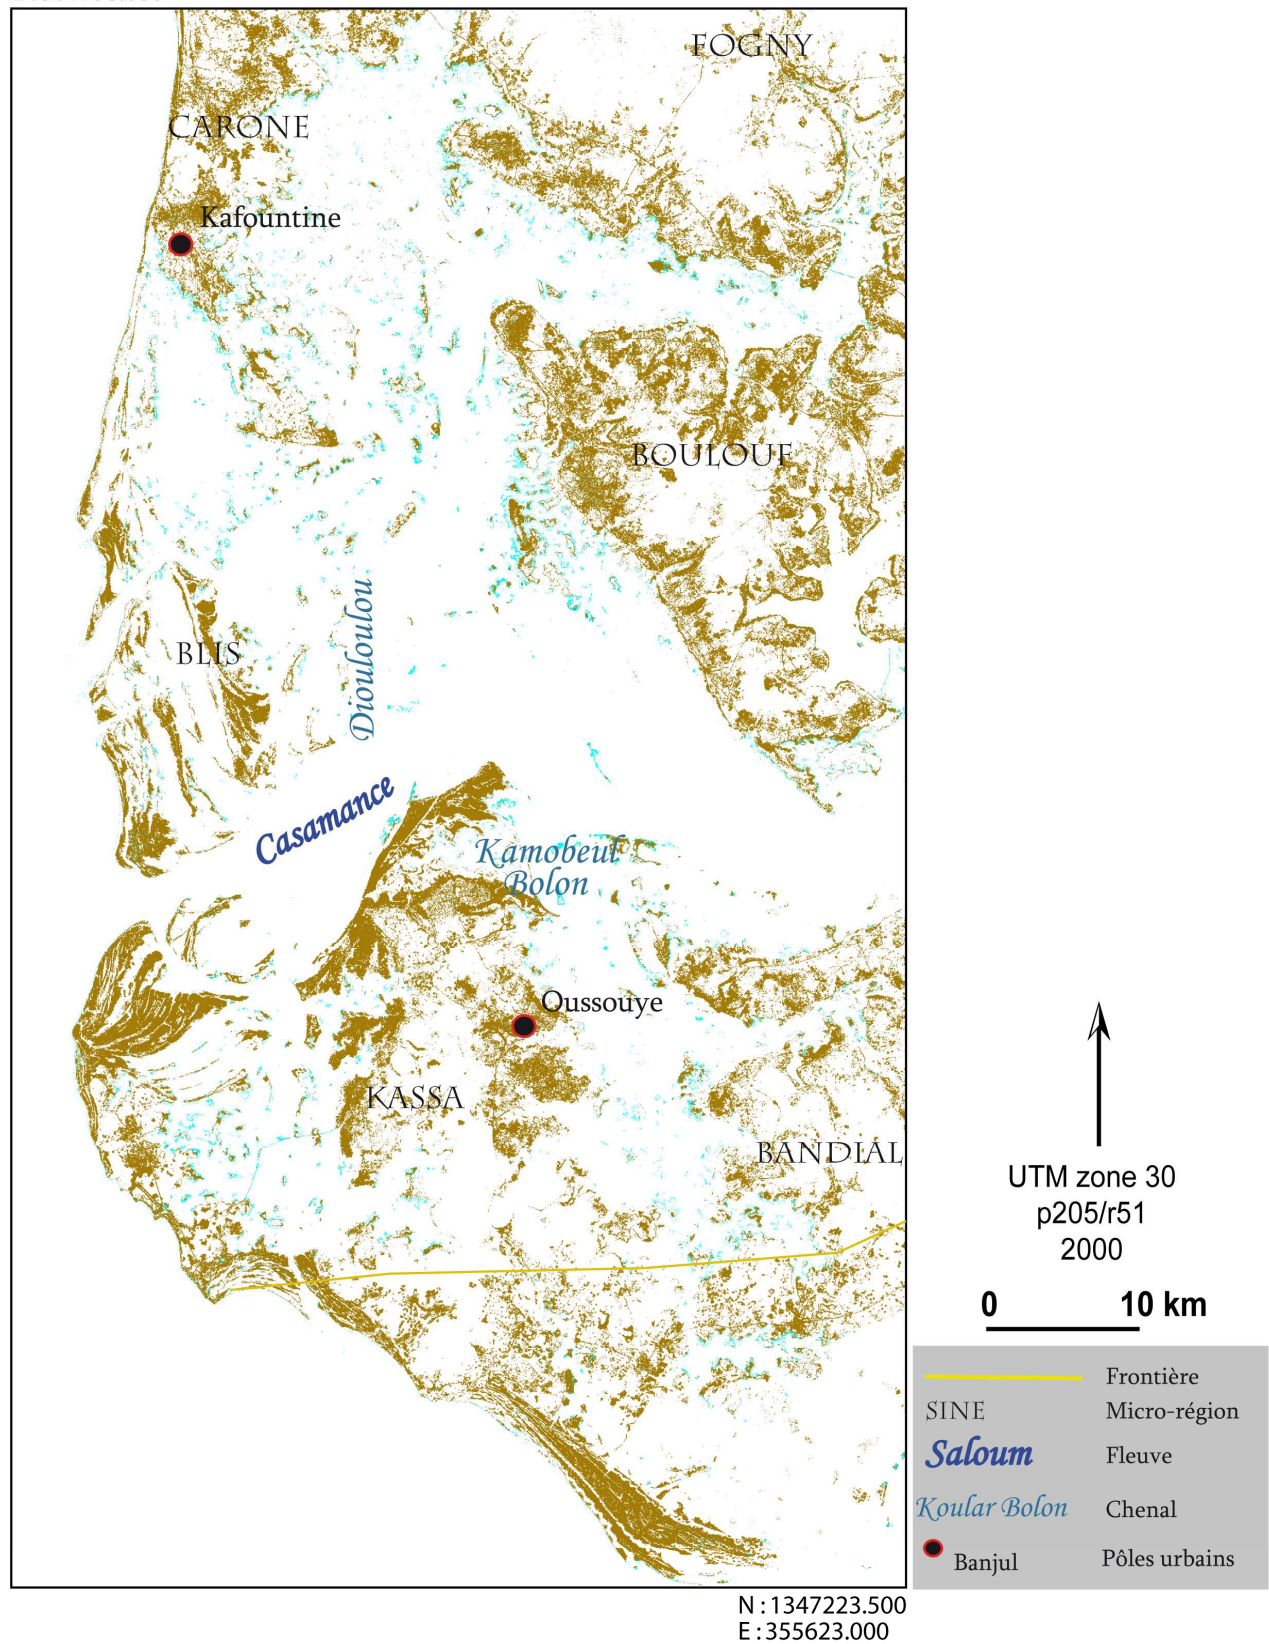 FOGNY
CARONE
Kafountine
BOULOUF
Diouloulou
BLIS
Casamance
Kamobeul
Bolon
Oussouye
KASSA
BANDIAL
UTM zone 30
p205/r51
2000
0 10 km
Frontière
SINE Micro-région
Saloum Fleuve
Koular Bolon Chenal
Banjul Pôles urbains
N : 1347223.500
E : 355623.000